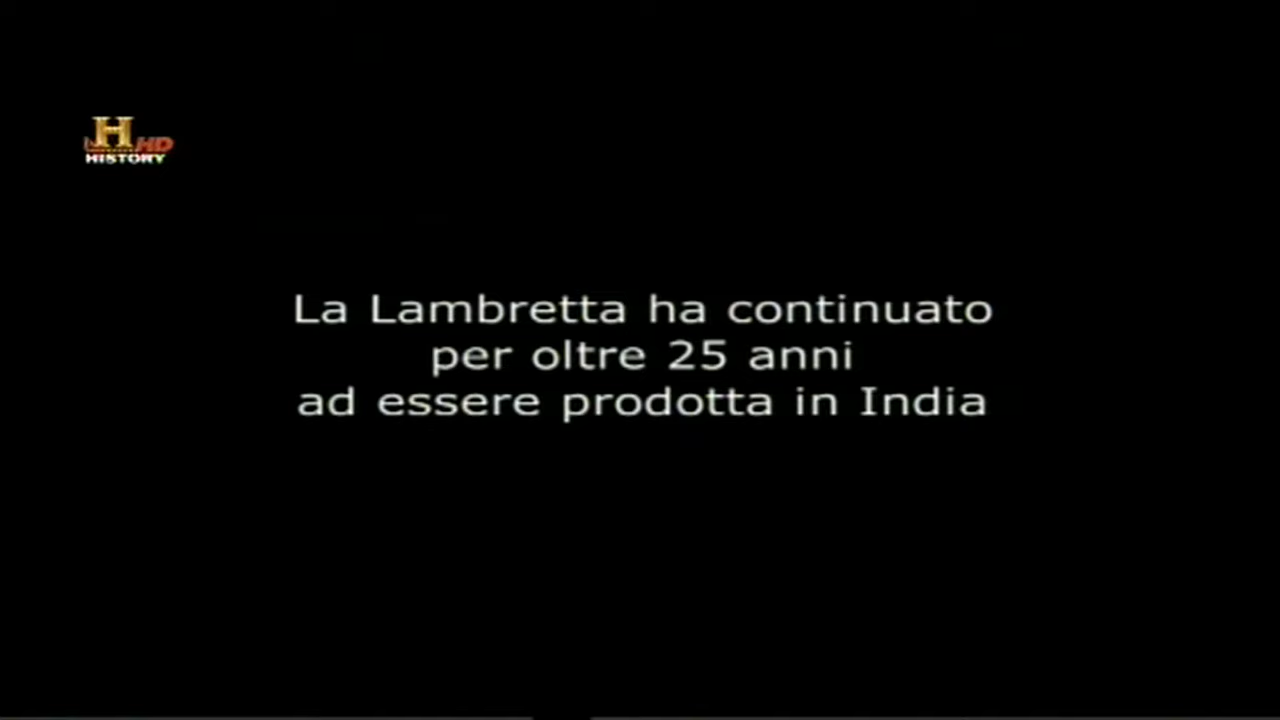 H HD
HISTORY
La Lambretta ha continuato
per oltre 25 anni
ad essere prodotta in India